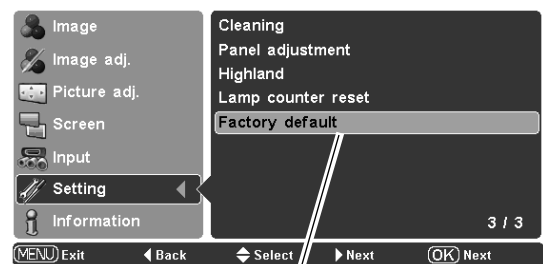 Image
Image adj.
Picture adj.
Screen
Input
Setting
Information
Cleaning
Panel adjustment
Highland
Lamp counter reset
Factory default
3 / 3
MENU Exit Back Select Next OK Next